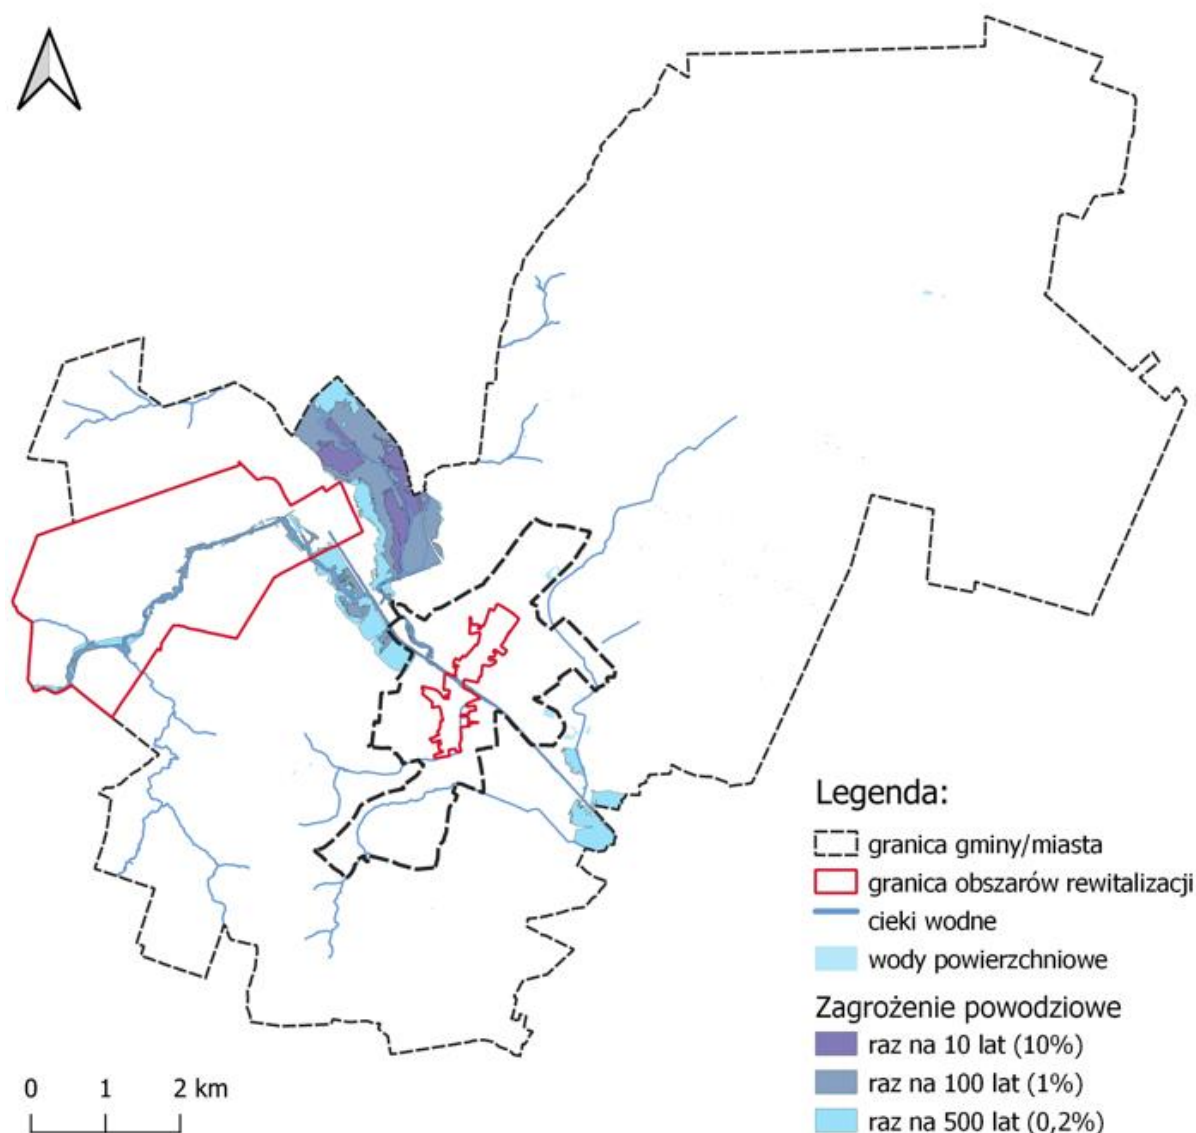 Legenda:
granica gminy/miasta
granica obszarów rewitalizacji
cieki wodne
wody powierzchniowe
Zagrożenie powodziowe
raz na 10 lat (10%)
raz na 100 lat (1%)
raz na 500 lat (0,2%)
0 1 2 km